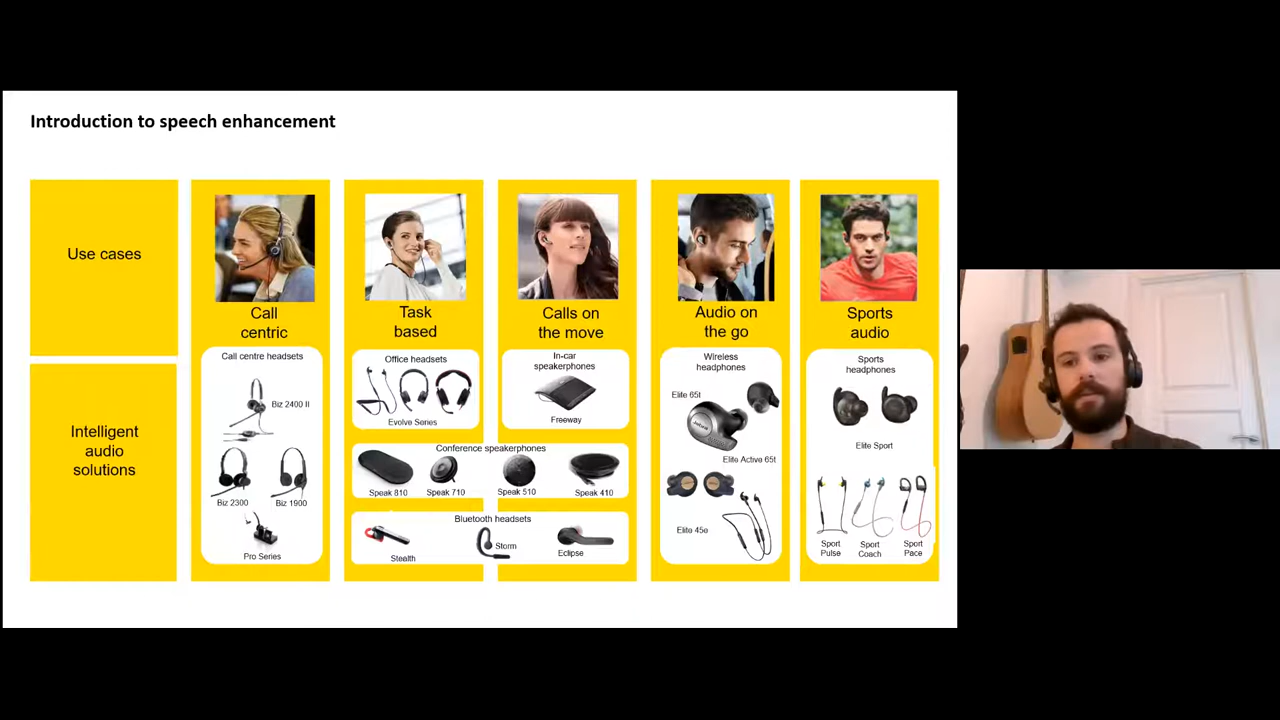 Introduction to speech enhancement
Use cases
Call
centric
Task
based
Calls on
the move
Audio on
the go
Sports
audio
Intelligent
audio
solutions
Call centre headsets
Biz 2400 II
Biz 2300
Biz 1900
Pro Series
Office headsets
Evolve Series
In-car
speakerphones
Freeway
Conference speakerphones
Speak 810
Speak 710
Speak 510
Speak 410
Bluetooth headsets
Stealth
Storm
Eclipse
Wireless
headphones
Elite 65t
Jabra
Elite Active 65t
Elite 45e
Sports
headphones
Elite Sport
Sport
Pulse
Sport
Coach
Sport
Pace